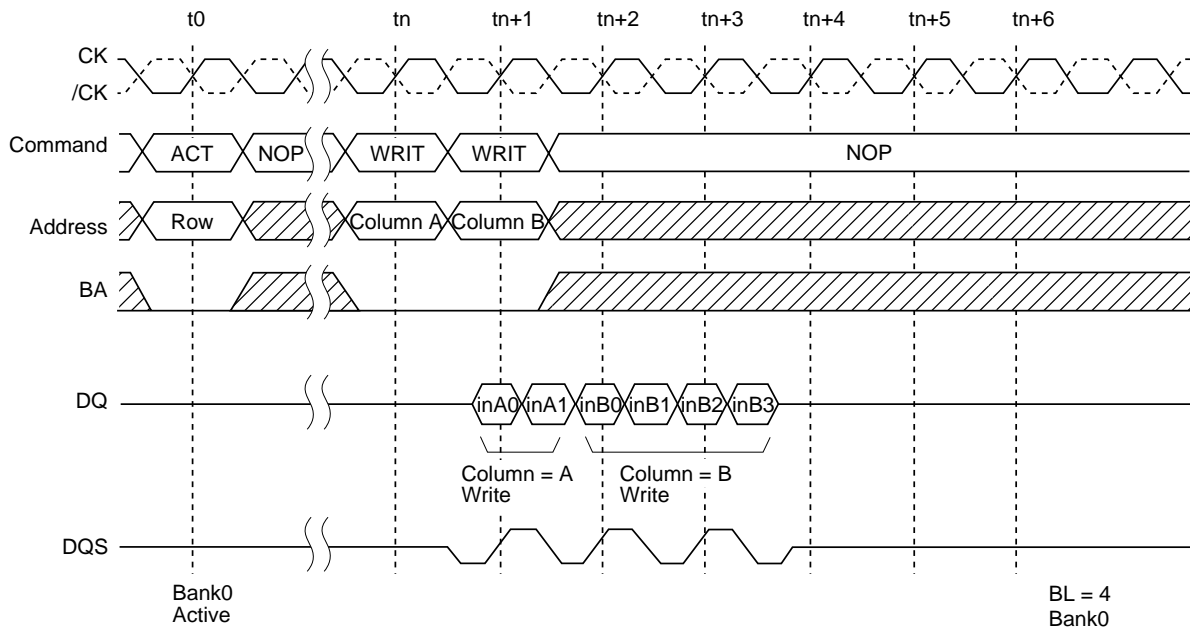 t0 tn tn+1 tn+2 tn+3 tn+4 tn+5 tn+6
CK
/CK
Command ACT NOP WRIT WRIT NOP
Address Row Column A Column B
BA
DQ inA0 inA1 inB0 inB1 inB2 inB3
Column = A Column = B
Write Write
DQS
Bank0 BL = 4
Active Bank0